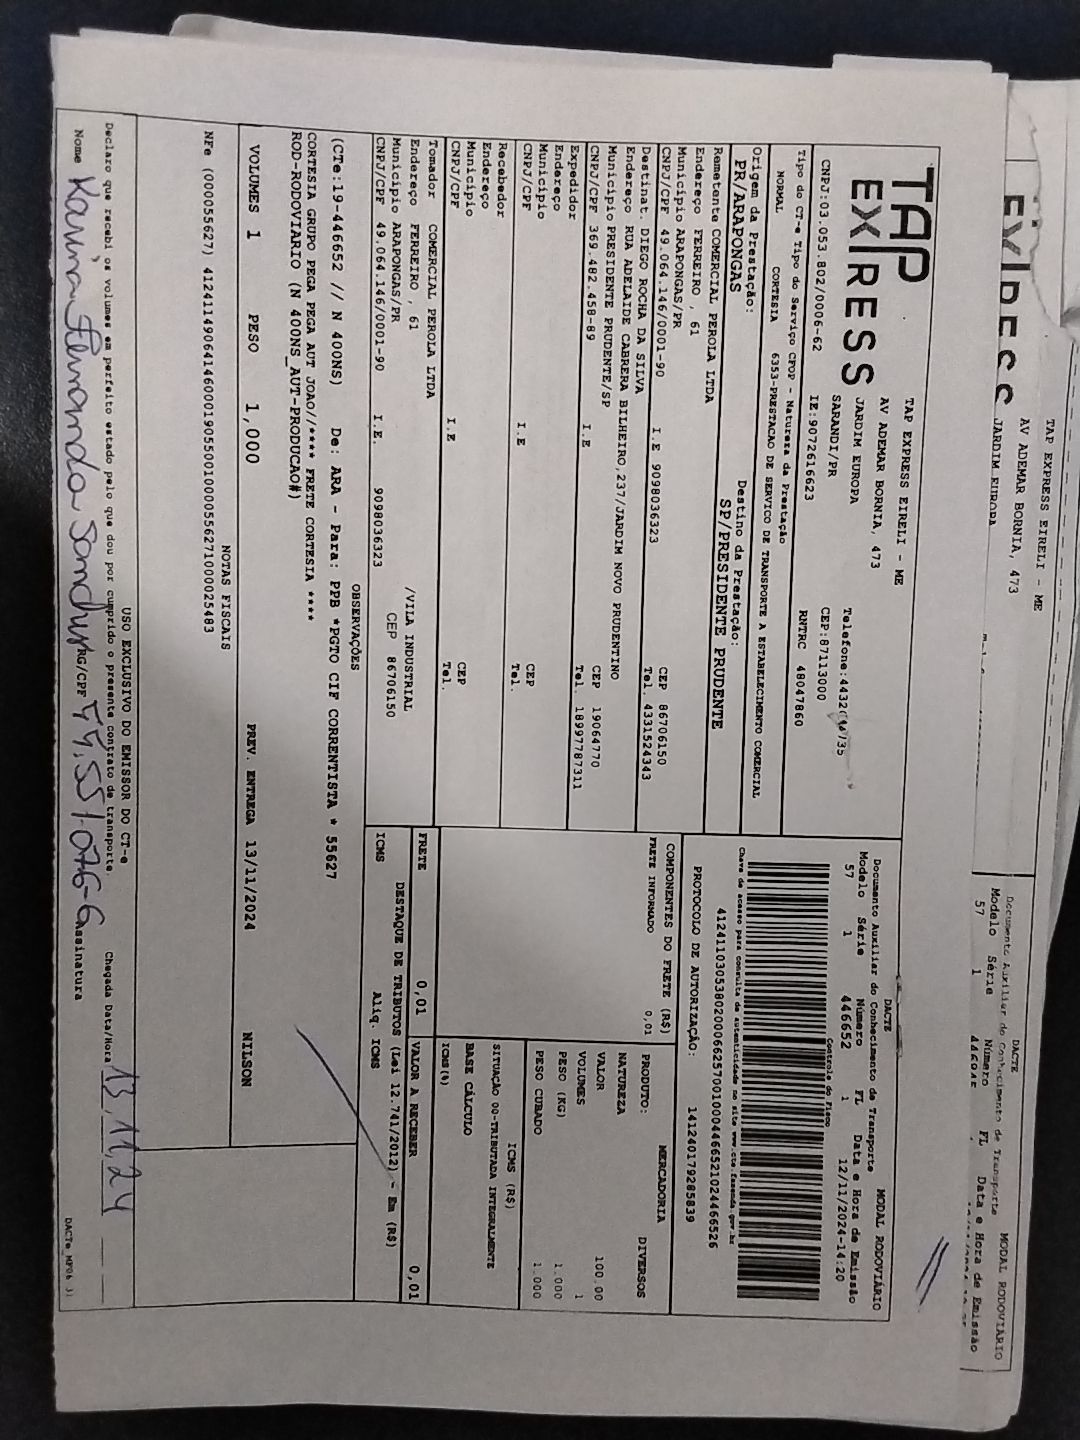 TAP EXPRESS EIRELI - ME
AV ADEMAR BORNIA, 473
JARDIM EUROPA
DACTE
Documento Auxiliar do Conhecimento de Transporte MODAL RODOVIÁRIO
Modelo Série Número FL Data e Hora de Emissão
57 1
TAP
EXPRESS
TAP EXPRESS EIRELI - ME
AV ADEMAR BORNIA, 473
JARDIM EUROPA
SARANDI/PR
Telefone:4432
CEP:87113000
CNPJ:03.053.802/0006-62 IE:9072616623 RNTRC 48047860
Tipo do CT-e Tipo do Serviço CFOP - Natureza da Prestação
NORMAL CORTESIA 6353-PRESTACAO DE SERVICO DE TRANSPORTE A ESTABELECIMENTO COMERCIAL
Origem da Prestação: Destino da Prestação:
PR/ARAPONGAS SP/PRESIDENTE PRUDENTE
DACTE
Documento Auxiliar do Conhecimento de Transporte MODAL RODOVIÁRIO
Modelo Série Número FL Data e Hora de Emissão
57 1 446652 1 12/11/2024-14:20
Controle do Fisco
Chave de acesso para consulta de autenticidade no site www.cte.fazenda.gov.br
41241103053802000662570010004466521024466526
PROTOCOLO DE AUTORIZAÇÃO: 141240179285839
Remetente COMERCIAL PEROLA LTDA
Endereço FERREIRO , 61
Município ARAPONGAS/PR CEP 86706150
CNPJ/CPF 49.064.146/0001-90 I.E 9098036323 Tel. 4331524343
Destinat. DIEGO ROCHA DA SILVA
Endereço RUA ADELAIDE CABRERA BILHEIRO,237/JARDIM NOVO PRUDENTINO
Município PRESIDENTE PRUDENTE/SP CEP 19064770
CNPJ/CPF 369.482.458-89 I.E Tel. 18997787311
Expedidor
Endereço
Município CEP
CNPJ/CPF I.E Tel.
Recebedor
Endereço
Município CEP
CNPJ/CPF I.E Tel.
Tomador COMERCIAL PEROLA LTDA
Endereço FERREIRO , 61 /VILA INDUSTRIAL
Município ARAPONGAS/PR CEP 86706150
CNPJ/CPF 49.064.146/0001-90 I.E. 9098036323
COMPONENTES DO FRETE (R$)
FRETE INFORMADO 0,01
PRODUTO: MERCADORIA
NATUREZA DIVERSOS
VALOR 100.00
VOLUMES 1
PESO (KG) 1.000
PESO CUBADO 1.000
ICMS (R$)
SITUAÇÃO 00-TRIBUTADA INTEGRALMENTE
BASE CÁLCULO
ICMS(%)
FRETE 0,01 VALOR A RECEBER 0,01
DESTAQUE DE TRIBUTOS (Lei 12.741/2012) - Em (R$)
ICMS Aliq. ICMS
OBSERVAÇÕES
(CTe:19-446652 // N 400NS) De: ARA - Para: PPB *PGTO CIF CORRENTISTA * 55627
CORTESIA GRUPO PEGA PEGA AUT JOAO//**** FRETE CORTESIA ****
ROD-RODOVIARIO (N 400NS_AUT-PRODUCAO#)
VOLUMES 1 PESO 1,000 PREV. ENTREGA 13/11/2024 NILSON
NOTAS FISCAIS
NFe (00055627) 41241149064146000190550010000556271000025483
USO EXCLUSIVO DO EMISSOR DO CT-e
Declaro que recebi os volumes em perfeito estado pelo que dou por cumprido o presente contrato de transporte. Chegada Data/Hora 13,11,24
Nome Fernanda RG/CPF Assinatura